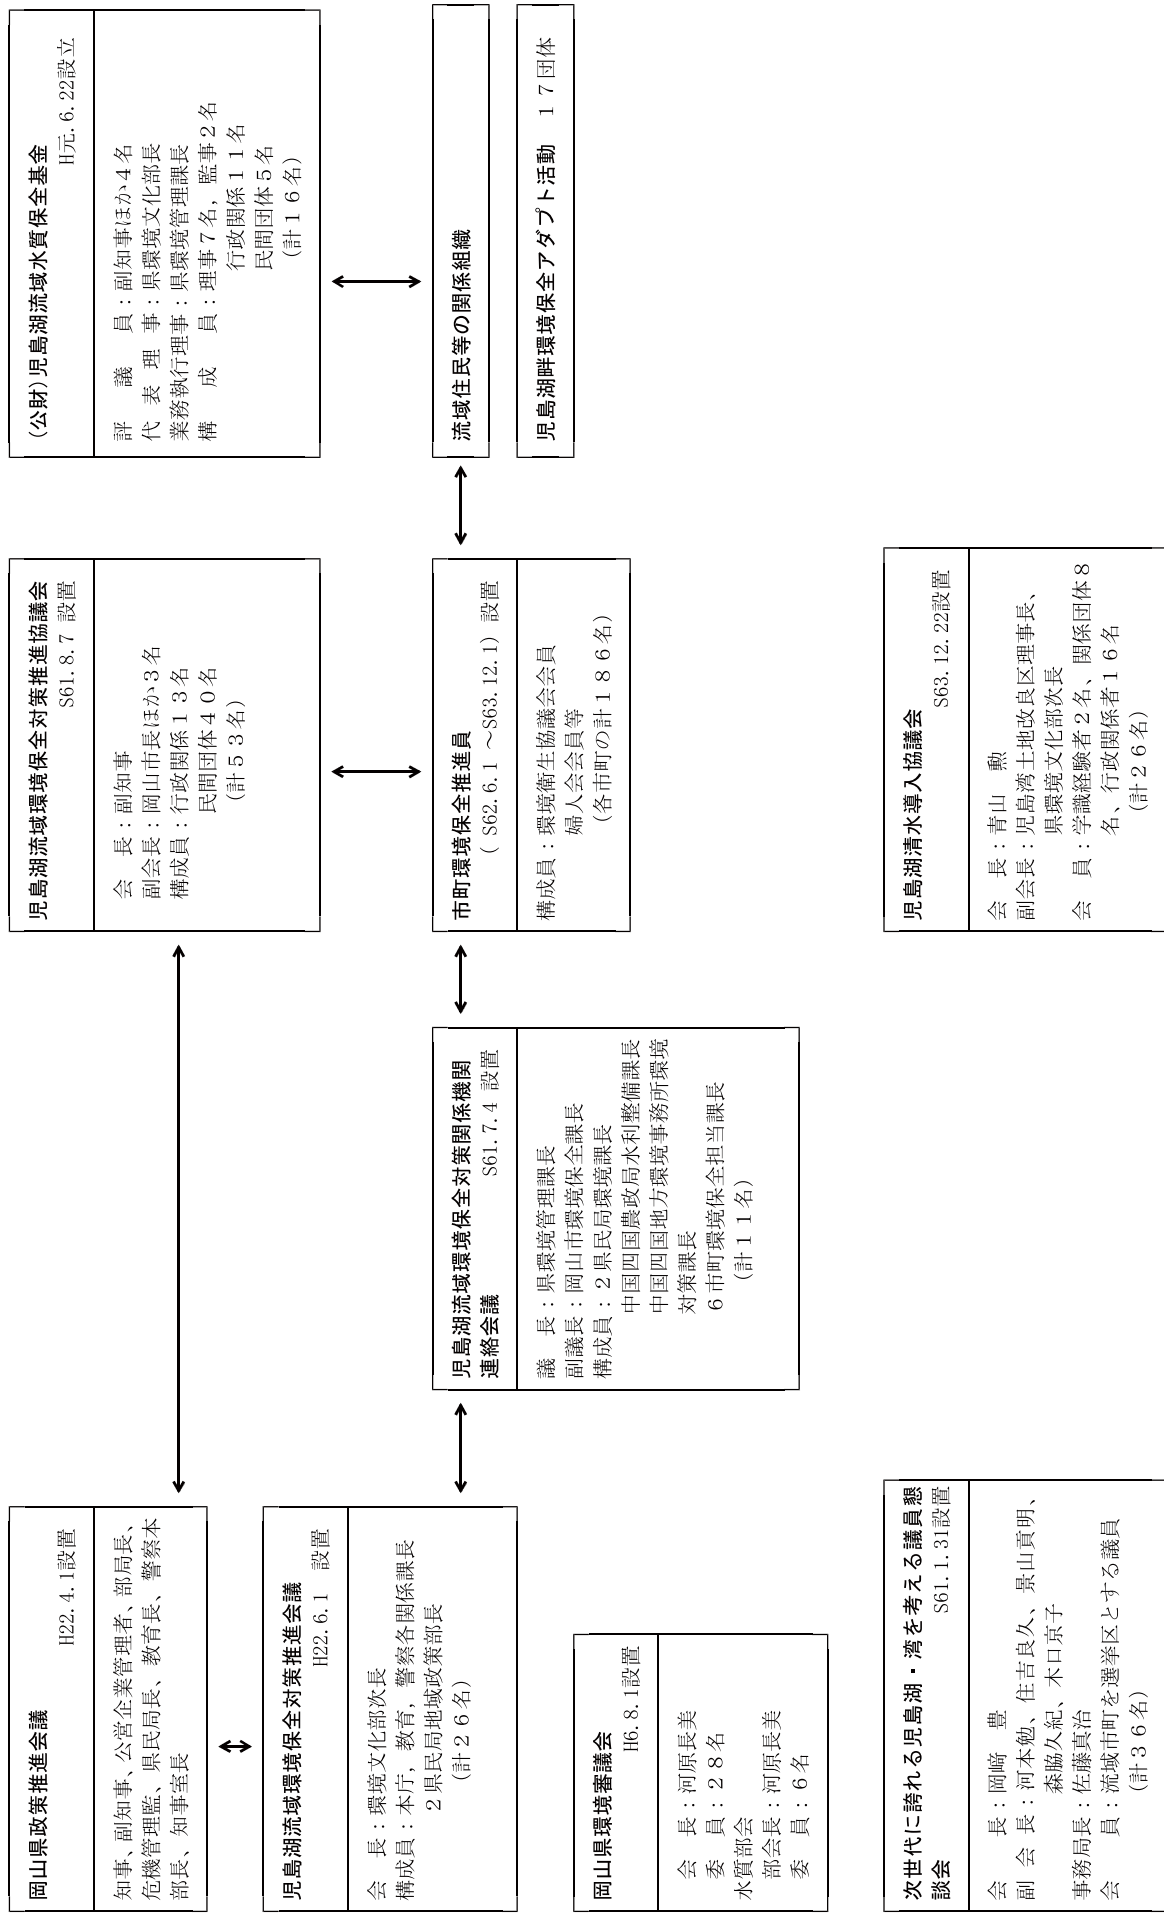 岡山県政策推進会議
H22.4.1設置
知事、副知事、公営企業管理者、部局長、
危機管理監、県民局長、教育長、警察本
部長、知事室長
児島湖流域環境保全対策推進会議
H22.6.1　設置
会　　長：環境文化部次長
構成員：本庁，教育，警察各関係課長
２県民局地域政策部長
（計２６名）
岡山県環境審議会
H6.8.1設置
会　　長：河原長美
委　　員：２８名
水質部会
部会長：河原長美
委　　員：６名
次世代に誇れる児島湖・湾を考える議員懇
談会
S61.1.31設置
会　　　長：岡﨑　豊
副　会　長：河本勉、住吉良久、景山貢明、
森脇久紀、木口京子
事務局長：佐藤真治
会　　　員：流域市町を選挙区とする議員
（計３６名）
児島湖流域環境保全対策関係機関
連絡会議
S61.7.4 設置
議　　長：県環境管理課長
副議長：岡山市環境保全課長
構成員：２県民局環境課長
中国四国農政局水利整備課長
中国四国地方環境事務所環境
対策課長
６市町環境保全担当課長
（計１１名）
児島湖流域環境保全対策推進協議会
S61.8.7 設置
会　　長：副知事
副会長：岡山市長ほか３名
構成員：行政関係１３名
民間団体４０名
（計５３名）
市町環境保全推進員
( S62.6.1 ～S63.12.1) 設置
構成員：環境衛生協議会会員
婦人会会員等
（各市町の計１８６名）
児島湖清水導入協議会
S63.12.22設置
会　　長：青山　勲
副会長：児島湾土地改良区理事長、
県環境文化部次長
会　　員：学識経験者２名、関係団体８
名、行政関係者１６名
（計２６名）
(公財)児島湖流域水質保全基金
H元.6.22設立
評　議　員：副知事ほか４名
代 表 理 事：県環境文化部長
業務執行理事：県環境管理課長
構　成　員：理事７名，監事２名
行政関係１１名
民間団体５名
（計１６名）
流域住民等の関係組織
児島湖畔環境保全アダプト活動　１７団体